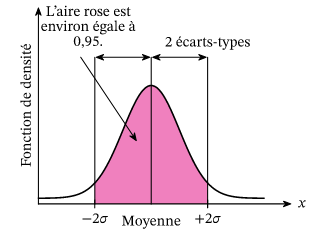 L'aire rose est
environ égale à
0,95.
2 écarts-types
Fonction de densité
x
−2σ Moyenne +2σ